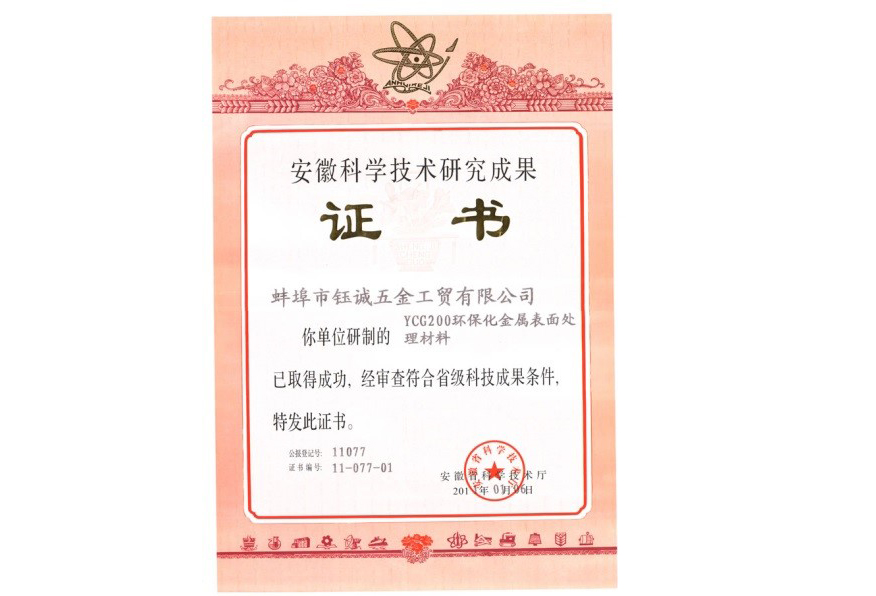 ANHUIKEJI
安徽科学技术研究成果
证 书
蚌埠市钰诚五金工贸有限公司
你单位研制的 YCG200环保化金属表面处
理材料
已取得成功，经审查符合省级科技成果条件，
特发此证书。
公报登记号: 11077
证书编号: 11-077-01
安徽省科学技术厅
安徽省科学技术厅
201 年01月 6日